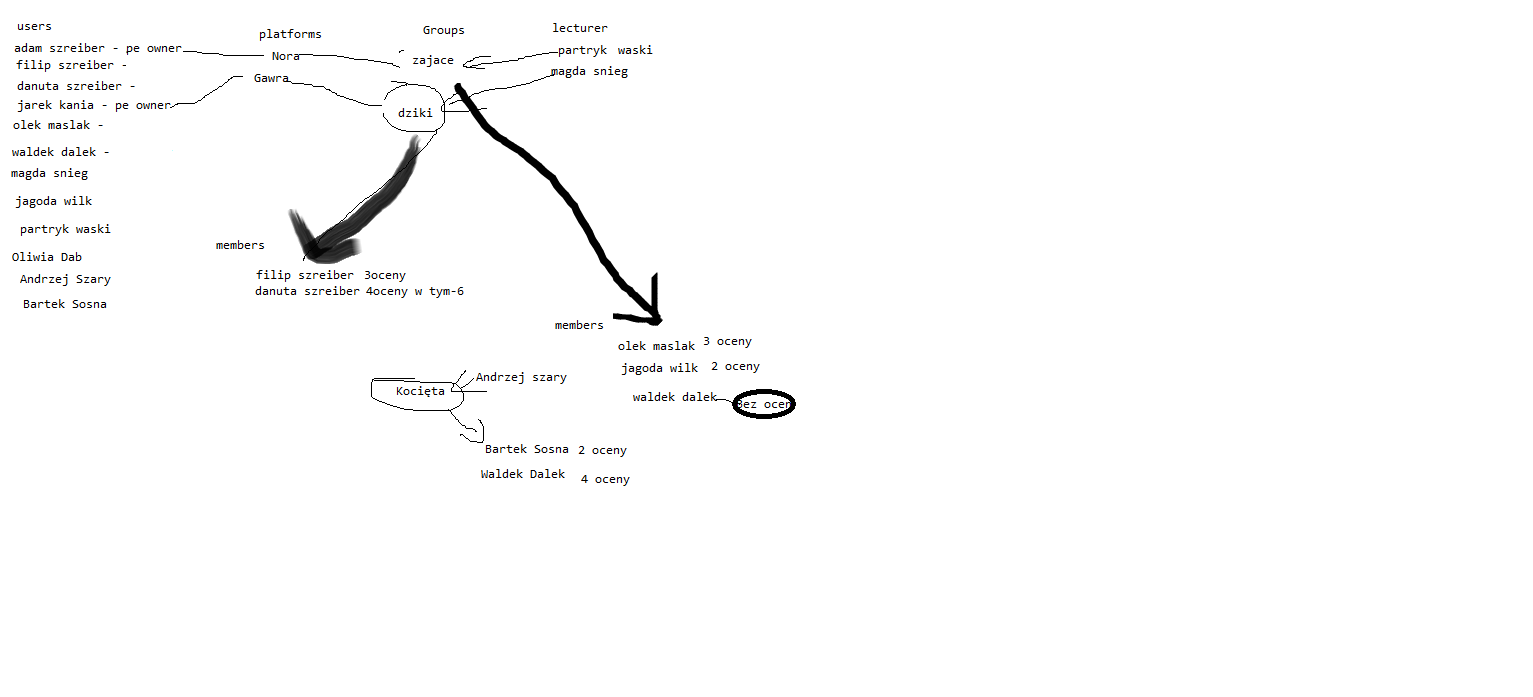 users
platforms
Groups
lecturer
adam szreiber - pe owner
filip szreiber -
danuta szreiber -
jarek kania - pe owner
olek maslak -
waldek dalek -
magda snieg
jagoda wilk
partryk waski
Oliwia Dab
Andrzej Szary
Bartek Sosna
Nora
Gawra
zajace
dziki
partryk waski
magda snieg
members
filip szreiber 3oceny
danuta szreiber 4oceny w tym-6
members
olek maslak 3 oceny
jagoda wilk 2 oceny
waldek dalek Bez ocen
Kocięta
Andrzej szary
Bartek Sosna 2 oceny
Waldek Dalek 4 oceny